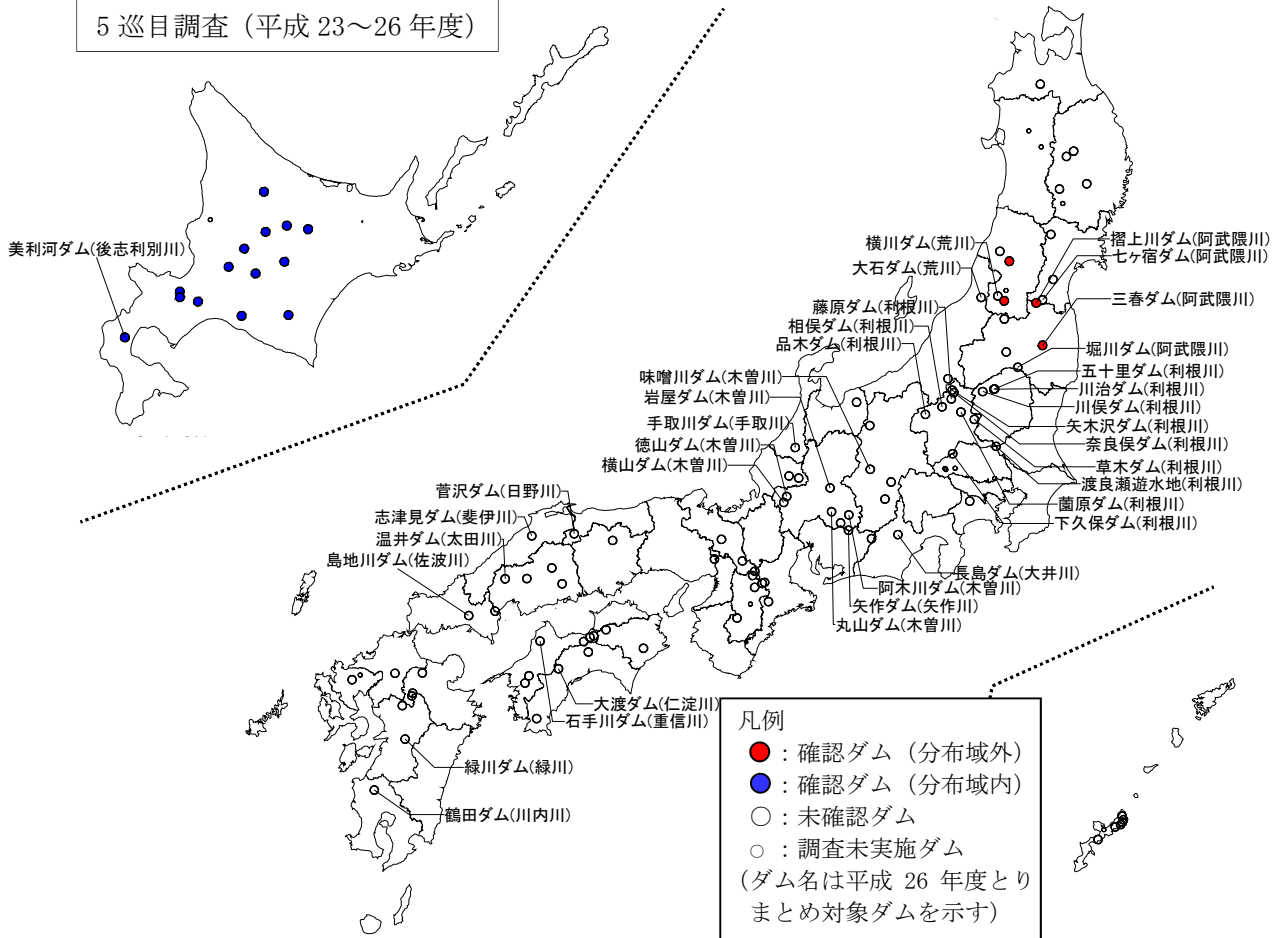 5 巡目調査（平成 23～26 年度）
美利河ダム(後志利別川)
横川ダム(荒川)
大石ダム(荒川)
藤原ダム(利根川)
相俣ダム(利根川)
品木ダム(利根川)
味噌川ダム(木曽川)
岩屋ダム(木曽川)
手取川ダム(手取川)
徳山ダム(木曽川)
横山ダム(木曽川)
菅沢ダム(日野川)
志津見ダム(斐伊川)
温井ダム(太田川)
島地川ダム(佐波川)
摺上川ダム(阿武隈川)
七ヶ宿ダム(阿武隈川)
三春ダム(阿武隈川)
堀川ダム(阿武隈川)
五十里ダム(利根川)
川治ダム(利根川)
川俣ダム(利根川)
矢木沢ダム(利根川)
奈良俣ダム(利根川)
草木ダム(利根川)
渡良瀬遊水地(利根川)
薗原ダム(利根川)
下久保ダム(利根川)
長島ダム(大井川)
阿木川ダム(木曽川)
矢作ダム(矢作川)
丸山ダム(木曽川)
大渡ダム(仁淀川)
石手川ダム(重信川)
緑川ダム(緑川)
鶴田ダム(川内川)
凡例
：確認ダム（分布域外）
：確認ダム（分布域内）
：未確認ダム
：調査未実施ダム
（ダム名は平成 26 年度とり
まとめ対象ダムを示す）